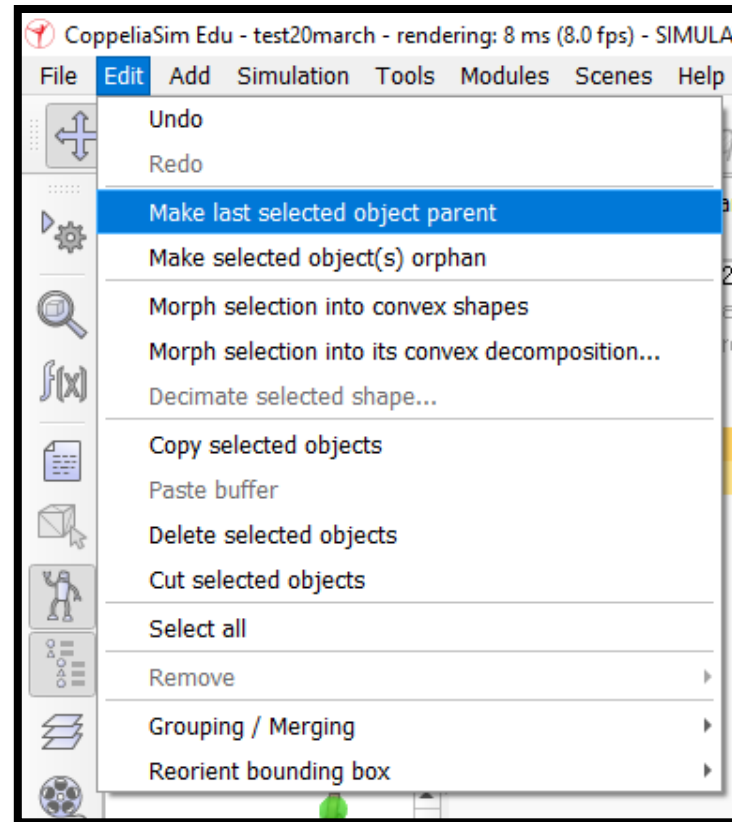 CoppeliaSim Edu - test20march - rendering: 8 ms (8.0 fps) - SIMULA
File Edit Add Simulation Tools Modules Scenes Help
Undo
Redo
Make last selected object parent
Make selected object(s) orphan
Morph selection into convex shapes
Morph selection into its convex decomposition...
Decimate selected shape...
Copy selected objects
Paste buffer
Delete selected objects
Cut selected objects
Select all
Remove
Grouping / Merging
Reorient bounding box
f(x)